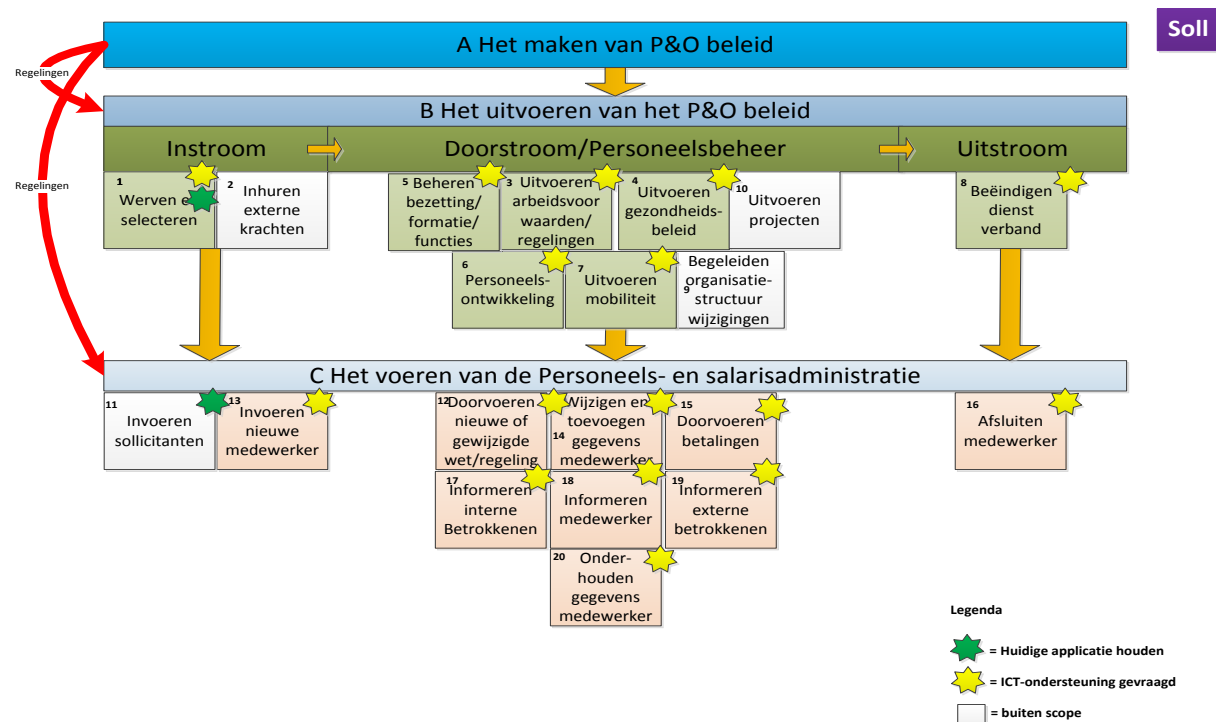 Soll
A Het maken van P&O beleid
Regelingen
B Het uitvoeren van het P&O beleid
Instroom
Doorstroom/Personeelsbeheer
Uitstroom
Regelingen
1
Werven e
selecteren
2
Inhuren
externe
krachten
5
Beheren
bezetting/
formatie/
functies
3
Uitvoeren
arbeidsvoor
waarden/
regelingen
4
Uitvoeren
gezondheids-
beleid
10
Uitvoeren
projecten
8
Beëindigen
dienst
verband
6
Personeels-
ontwikkeling
7
Uitvoeren
mobiliteit
9
Begeleiden
organisatie-
structuur
wijzigingen
C Het voeren van de Personeels- en salarisadministratie
11
Invoeren
sollicitanten
13
Invoeren
nieuwe
medewerker
12
Doorvoeren
nieuwe of
gewijzigde
wet/regeling
14
Wijzigen en
toevoegen
gegevens
medewerker
15
Doorvoeren
betalingen
16
Afsluiten
medewerker
17
Informeren
interne
Betrokkenen
18
Informeren
medewerker
19
Informeren
externe
betrokkenen
20
Onder-
houden
gegevens
medewerker
Legenda
= Huidige applicatie houden
= ICT-ondersteuning gevraagd
= buiten scope